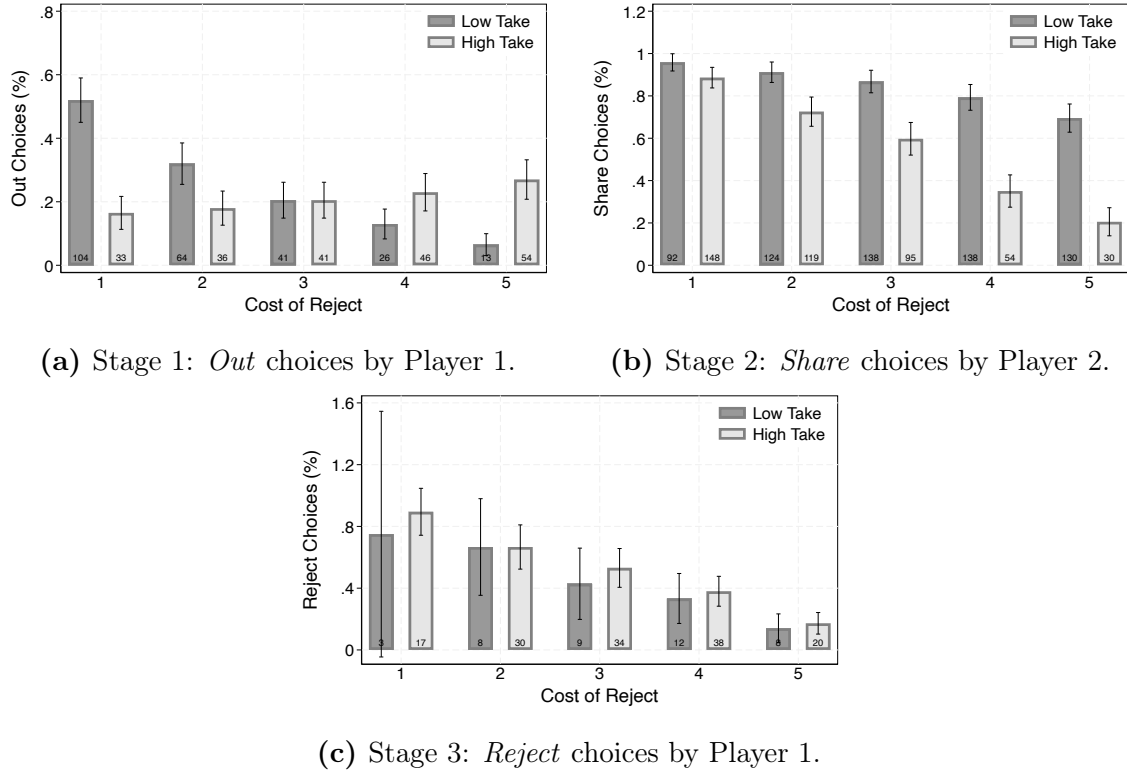 .8
.6
.4
.2
0
Out Choices (%)
Low Take
High Take
104 33 64 36 41 41 26 46 13 54
1 2 3 4 5
Cost of Reject
(a) Stage 1: Out choices by Player 1.
1.2
1
.8
.6
.4
.2
0
Share Choices (%)
Low Take
High Take
92 148 124 119 138 95 138 54 130 30
1 2 3 4 5
Cost of Reject
(b) Stage 2: Share choices by Player 2.
1.6
1.2
.8
.4
0
Reject Choices (%)
Low Take
High Take
3 17 8 30 9 34 12 38 8 20
1 2 3 4 5
Cost of Reject
(c) Stage 3: Reject choices by Player 1.